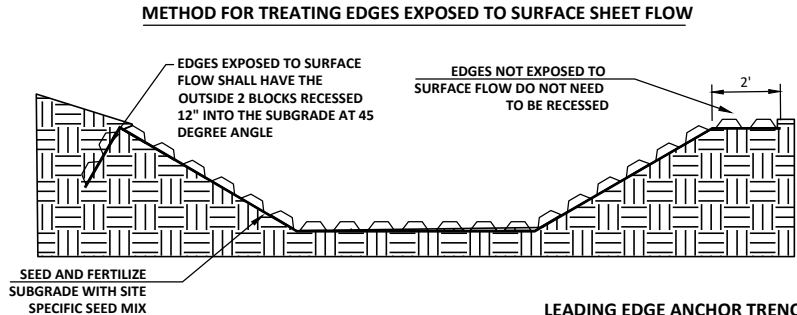 METHOD FOR TREATING EDGES EXPOSED TO SURFACE SHEET FLOW
EDGES EXPOSED TO SURFACE
FLOW SHALL HAVE THE
OUTSIDE 2 BLOCKS RECESSED
12" INTO THE SUBGRADE AT 45
DEGREE ANGLE
EDGES NOT EXPOSED TO
SURFACE FLOW DO NOT NEED
TO BE RECESSED
2'
SEED AND FERTILIZE
SUBGRADE WITH SITE
SPECIFIC SEED MIX
LEADING EDGE ANCHOR TRENC